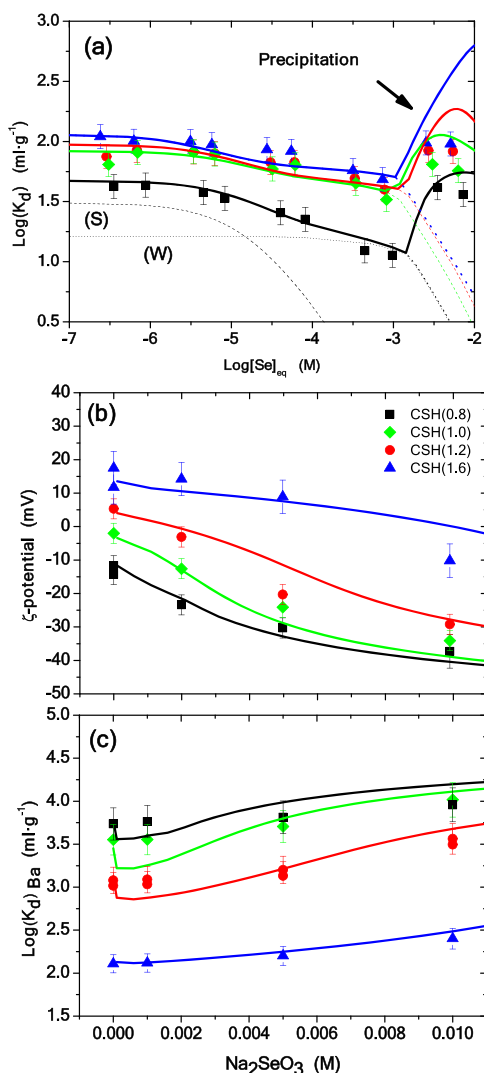 (a)
Precipitation
(S)
(W)
Log(K_d) (ml·g⁻¹)
3.0
2.5
2.0
1.5
1.0
0.5
-7 -6 -5 -4 -3 -2 -1
Log[Se]_eq (M)
(b)
CSH(0.8)
CSH(1.0)
CSH(1.2)
CSH(1.6)
ζ-potential (mV)
40
30
20
10
0
-10
-20
-30
-40
-50
(c)
Log(K_d) Ba (ml·g⁻¹)
5.0
4.5
4.0
3.5
3.0
2.5
2.0
1.5
0.000 0.002 0.004 0.006 0.008 0.010
Na₂SeO₃ (M)